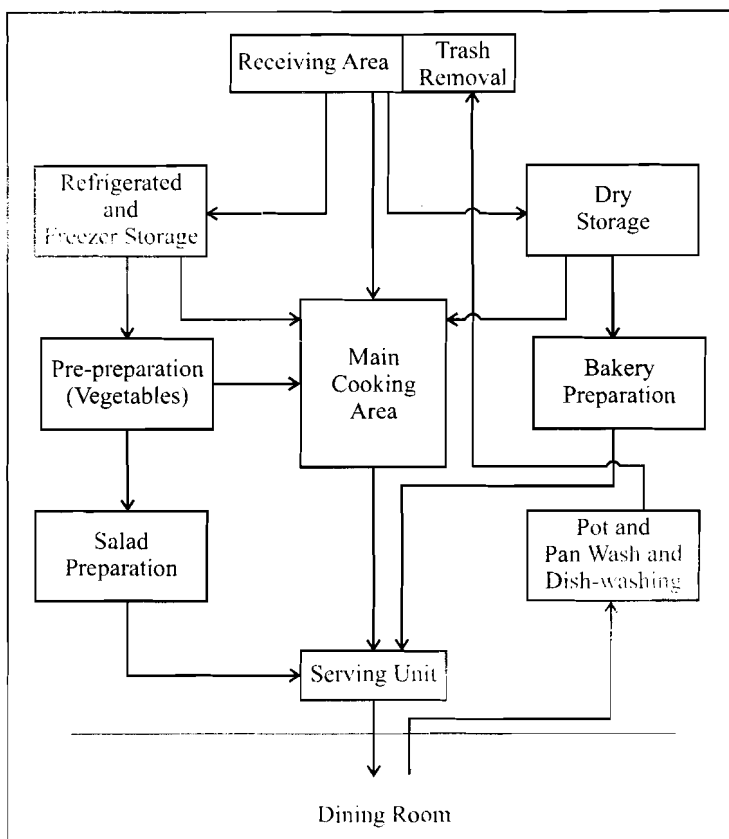 Receiving Area
Trash
Removal
Refrigerated
and
Freezer Storage
Dry
Storage
Pre-preparation
(Vegetables)
Main
Cooking
Area
Bakery
Preparation
Salad
Preparation
Pot and
Pan Wash and
Dish-washing
Serving Unit
Dining Room